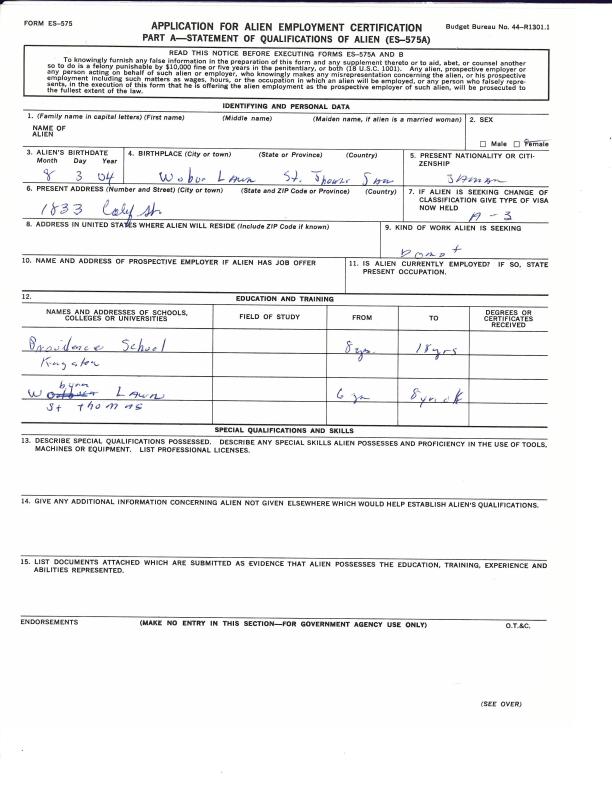 FORM ES-575
APPLICATION FOR ALIEN EMPLOYMENT CERTIFICATION
Budget Bureau No. 44-R1301.1
PART A—STATEMENT OF QUALIFICATIONS OF ALIEN (ES-575A)
READ THIS NOTICE BEFORE EXECUTING FORMS ES-575A AND B
To knowingly furnish any false information in the preparation of this form and any supplement thereto or to aid, abet, or counsel another
so to do is a felony punishable by $10,000 fine or five years in the penitentiary, or both (18 U.S.C. 1001). Any alien, prospective employer or
any person acting on behalf of such alien or employer, who knowingly makes any misrepresentation concerning the alien, or his prospective
employment including such matters as wages, hours, or the occupation in which an alien will be employed, or any person who falsely repre-
sents, in the execution of this form that he is offering the alien employment as the prospective employer of such alien, will be prosecuted to
the fullest extent of the law.
IDENTIFYING AND PERSONAL DATA
1. (Family name in capital letters) (First name) (Middle name) (Maiden name, if alien is a married woman)
2. SEX
NAME OF
ALIEN
Male Female
3. ALIEN'S BIRTHDATE
Month Day Year
8 3 04
4. BIRTHPLACE (City or town) (State or Province) (Country)
Lawn St.
5. PRESENT NATIONALITY OR CITI-
ZENSHIP
6. PRESENT ADDRESS (Number and Street) (City or town) (State and ZIP Code or Province) (Country)
1833 St
7. IF ALIEN IS SEEKING CHANGE OF
CLASSIFICATION GIVE TYPE OF VISA
NOW HELD
A-3
8. ADDRESS IN UNITED STATES WHERE ALIEN WILL RESIDE (Include ZIP Code if known)
9. KIND OF WORK ALIEN IS SEEKING
10. NAME AND ADDRESS OF PROSPECTIVE EMPLOYER IF ALIEN HAS JOB OFFER
11. IS ALIEN CURRENTLY EMPLOYED? IF SO, STATE
PRESENT OCCUPATION.
12.
EDUCATION AND TRAINING
NAMES AND ADDRESSES OF SCHOOLS,
COLLEGES OR UNIVERSITIES
FIELD OF STUDY
FROM
TO
DEGREES OR
CERTIFICATES
RECEIVED
Providence School 8 yrs 18 yrs
Kingston
Lawn 6
St Thomas
SPECIAL QUALIFICATIONS AND SKILLS
13. DESCRIBE SPECIAL QUALIFICATIONS POSSESSED. DESCRIBE ANY SPECIAL SKILLS ALIEN POSSESSES AND PROFICIENCY IN THE USE OF TOOLS,
MACHINES OR EQUIPMENT. LIST PROFESSIONAL LICENSES.
14. GIVE ANY ADDITIONAL INFORMATION CONCERNING ALIEN NOT GIVEN ELSEWHERE WHICH WOULD HELP ESTABLISH ALIEN'S QUALIFICATIONS.
15. LIST DOCUMENTS ATTACHED WHICH ARE SUBMITTED AS EVIDENCE THAT ALIEN POSSESSES THE EDUCATION, TRAINING, EXPERIENCE AND
ABILITIES REPRESENTED.
ENDORSEMENTS
(MAKE NO ENTRY IN THIS SECTION—FOR GOVERNMENT AGENCY USE ONLY)
O.T.&C.
(SEE OVER)